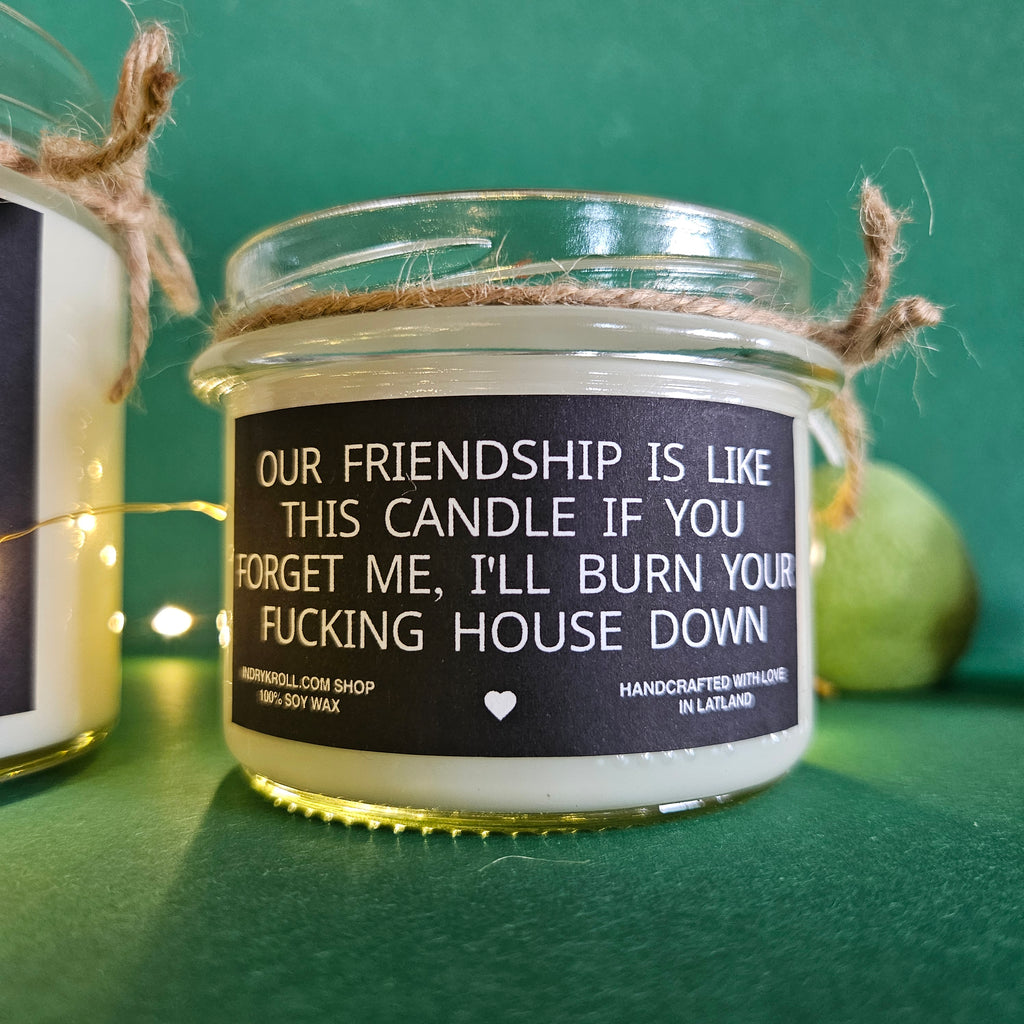 OUR FRIENDSHIP IS LIKE
THIS CANDLE IF YOU
FORGET ME, I'LL BURN YOUR
FUCKING HOUSE DOWN
INDRYKROLL.COM SHOP
100% SOY WAX
HANDCRAFTED WITH LOVE
IN LATLAND